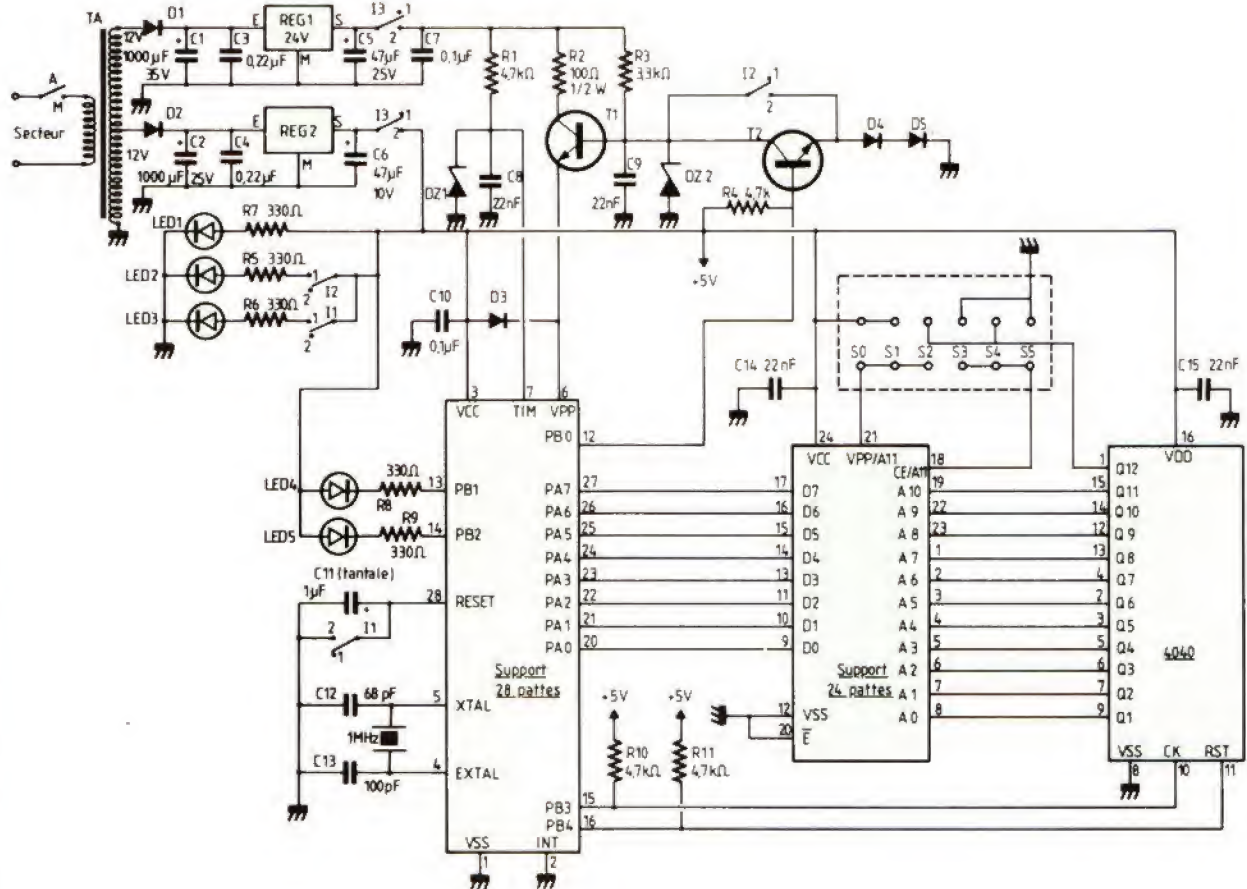 TA
D1
12V
1000µF
35V
C1
C3
0,22µF
E
REG1
24V
S
M
I3
1
2
C5
47µF
25V
C7
0,1µF
R1
4,7kΩ
R2
100Ω
1/2 W
R3
3,3kΩ
A
M
Secteur
D2
12V
1000µF
C2
25V
C4
0,22µF
E
REG2
S
M
I3
1
2
C6
47µF
10V
DZ1
C8
22nF
T1
C9
22nF
DZ2
I2
1
2
T2
D4
D5
R4 4,7k
+5V
LED1
R7 330Ω
LED2
R5 330Ω
1
2
I2
LED3
R6 330Ω
1
2
I1
C10
0,1µF
D3
S0
S1
S2
S3
S4
S5
C14 22nF
C15 22nF
3
7
6
VCC
TIM
VPP
PB0
12
24
21
VCC
VPP/A11
CE/A11
18
16
VDD
1
Q12
LED4
330Ω
R8
13
PB1
LED5
R9
330Ω
14
PB2
PA7
27
17
D7
A10
19
15
Q11
PA6
26
16
D6
A9
22
14
Q10
PA5
25
15
D5
A8
23
12
Q9
PA4
24
14
D4
A7
1
13
Q8
PA3
23
13
D3
A6
2
4
Q7
PA2
22
11
D2
A5
3
2
Q6
PA1
21
10
D1
A4
4
3
Q5
PA0
20
9
D0
A3
5
5
Q4
A2
6
6
Q3
A1
7
7
Q2
A0
8
9
Q1
4040
C11 (tantale)
1µF
28
RESET
2
1
I1
Support
28 pattes
Support
24 pattes
C12
68pF
5
XTAL
1MHz
C13
100pF
4
EXTAL
+5V
+5V
R10
4,7kΩ
R11
4,7kΩ
12
VSS
20
E
VSS
CK
RST
8
10
11
PB3
15
PB4
16
VSS
INT
1
2